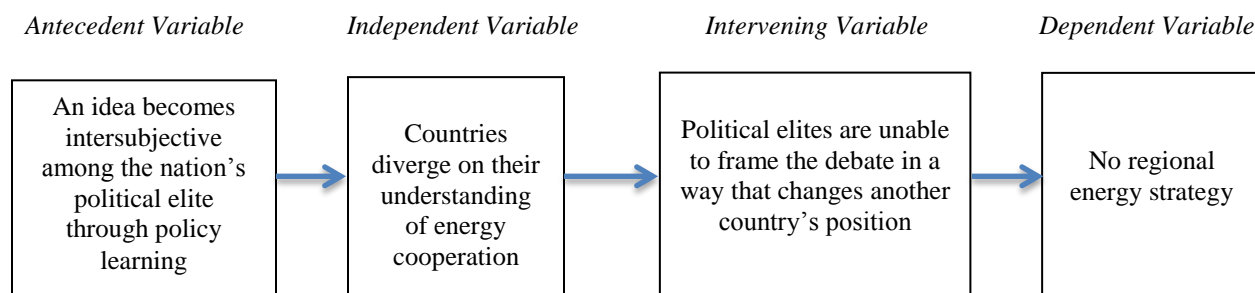 Antecedent Variable
Independent Variable
Intervening Variable
Dependent Variable
An idea becomes
intersubjective
among the nation’s
political elite
through policy
learning
Countries
diverge on their
understanding
of energy
cooperation
Political elites are unable
to frame the debate in a
way that changes another
country’s position
No regional
energy strategy